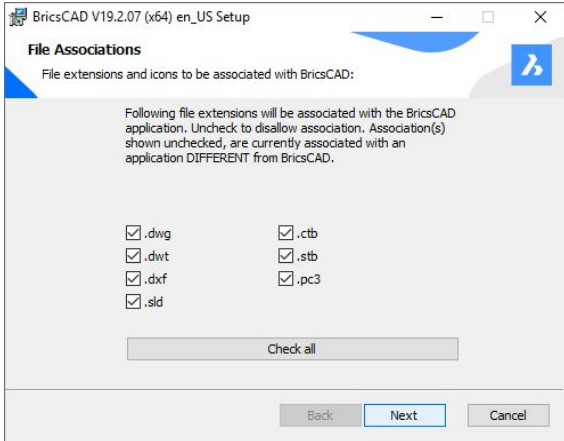 BricsCAD V19.2.07 (x64) en_US Setup
File Associations
File extensions and icons to be associated with BricsCAD:
Following file extensions will be associated with the BricsCAD
application. Uncheck to disallow association. Association(s)
shown unchecked, are currently associated with an
application DIFFERENT from BricsCAD.
.dwg
.dwt
.dxf
.sld
.ctb
.stb
.pc3
Check all
Back
Next
Cancel